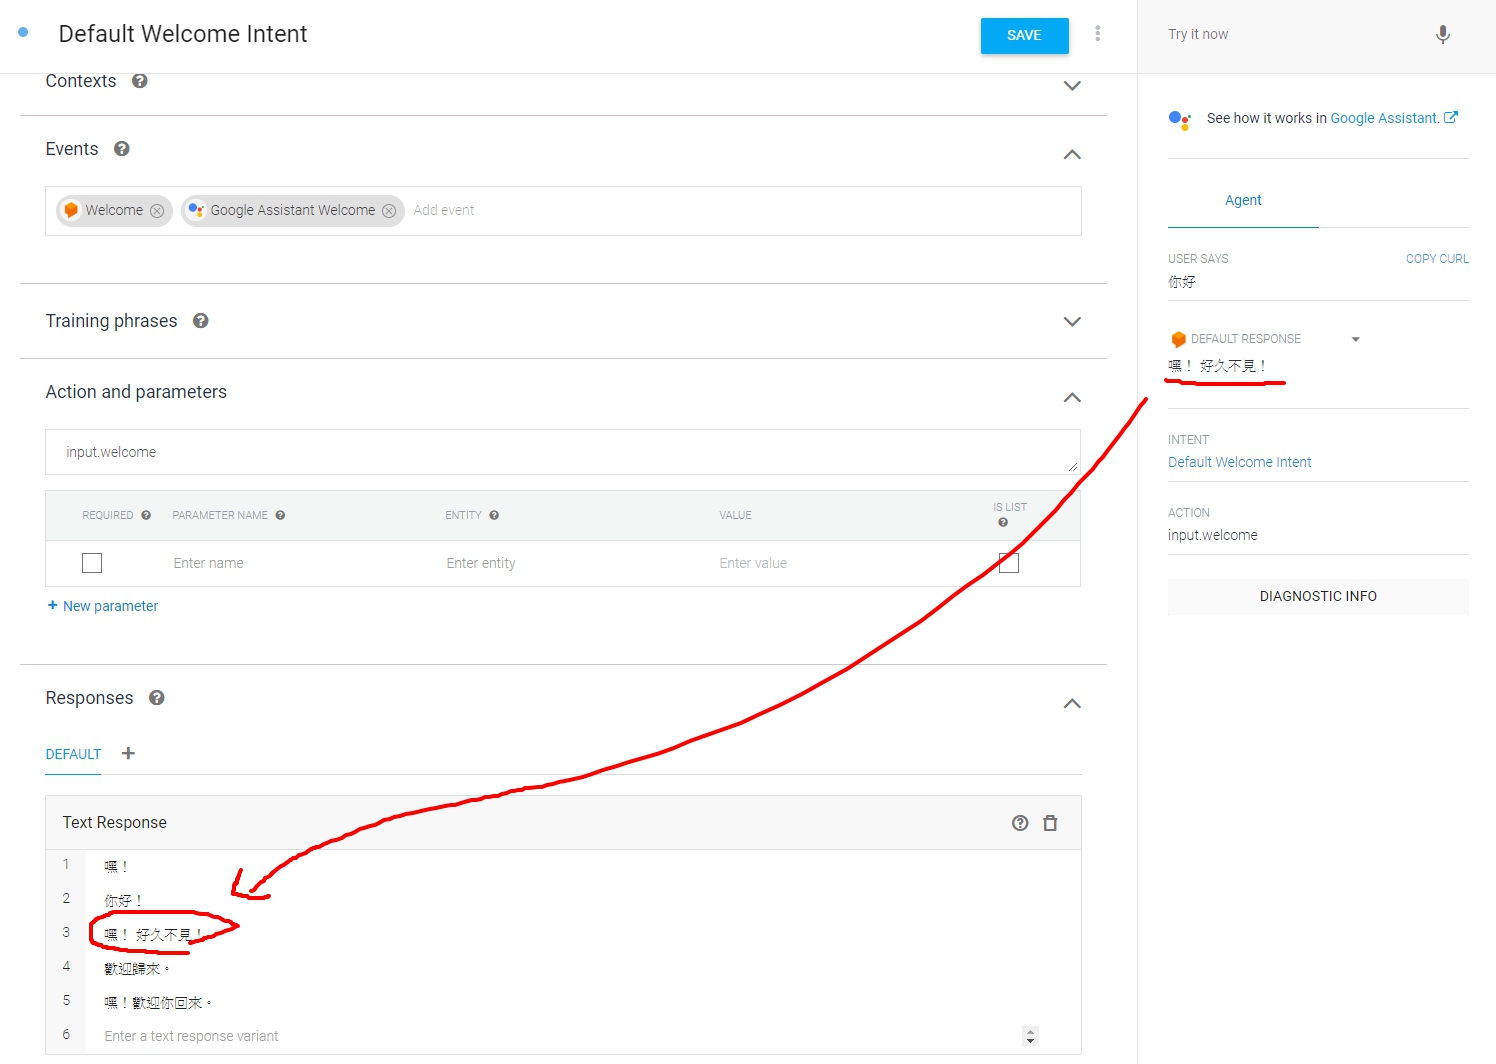 Default Welcome Intent
SAVE
Contexts
Events
Welcome
Google Assistant Welcome
Add event
Training phrases
Action and parameters
input.welcome
REQUIRED
PARAMETER NAME
ENTITY
VALUE
IS LIST
Enter name
Enter entity
Enter value
+ New parameter
Responses
DEFAULT +
Text Response
1 嘿！
2 你好！
3 嘿！ 好久不見！
4 歡迎歸來。
5 嘿！歡迎你回來。
6 Enter a text response variant
Try it now
See how it works in Google Assistant.
Agent
USER SAYS
COPY CURL
你好
DEFAULT RESPONSE
嘿！ 好久不見！
INTENT
Default Welcome Intent
ACTION
input.welcome
DIAGNOSTIC INFO